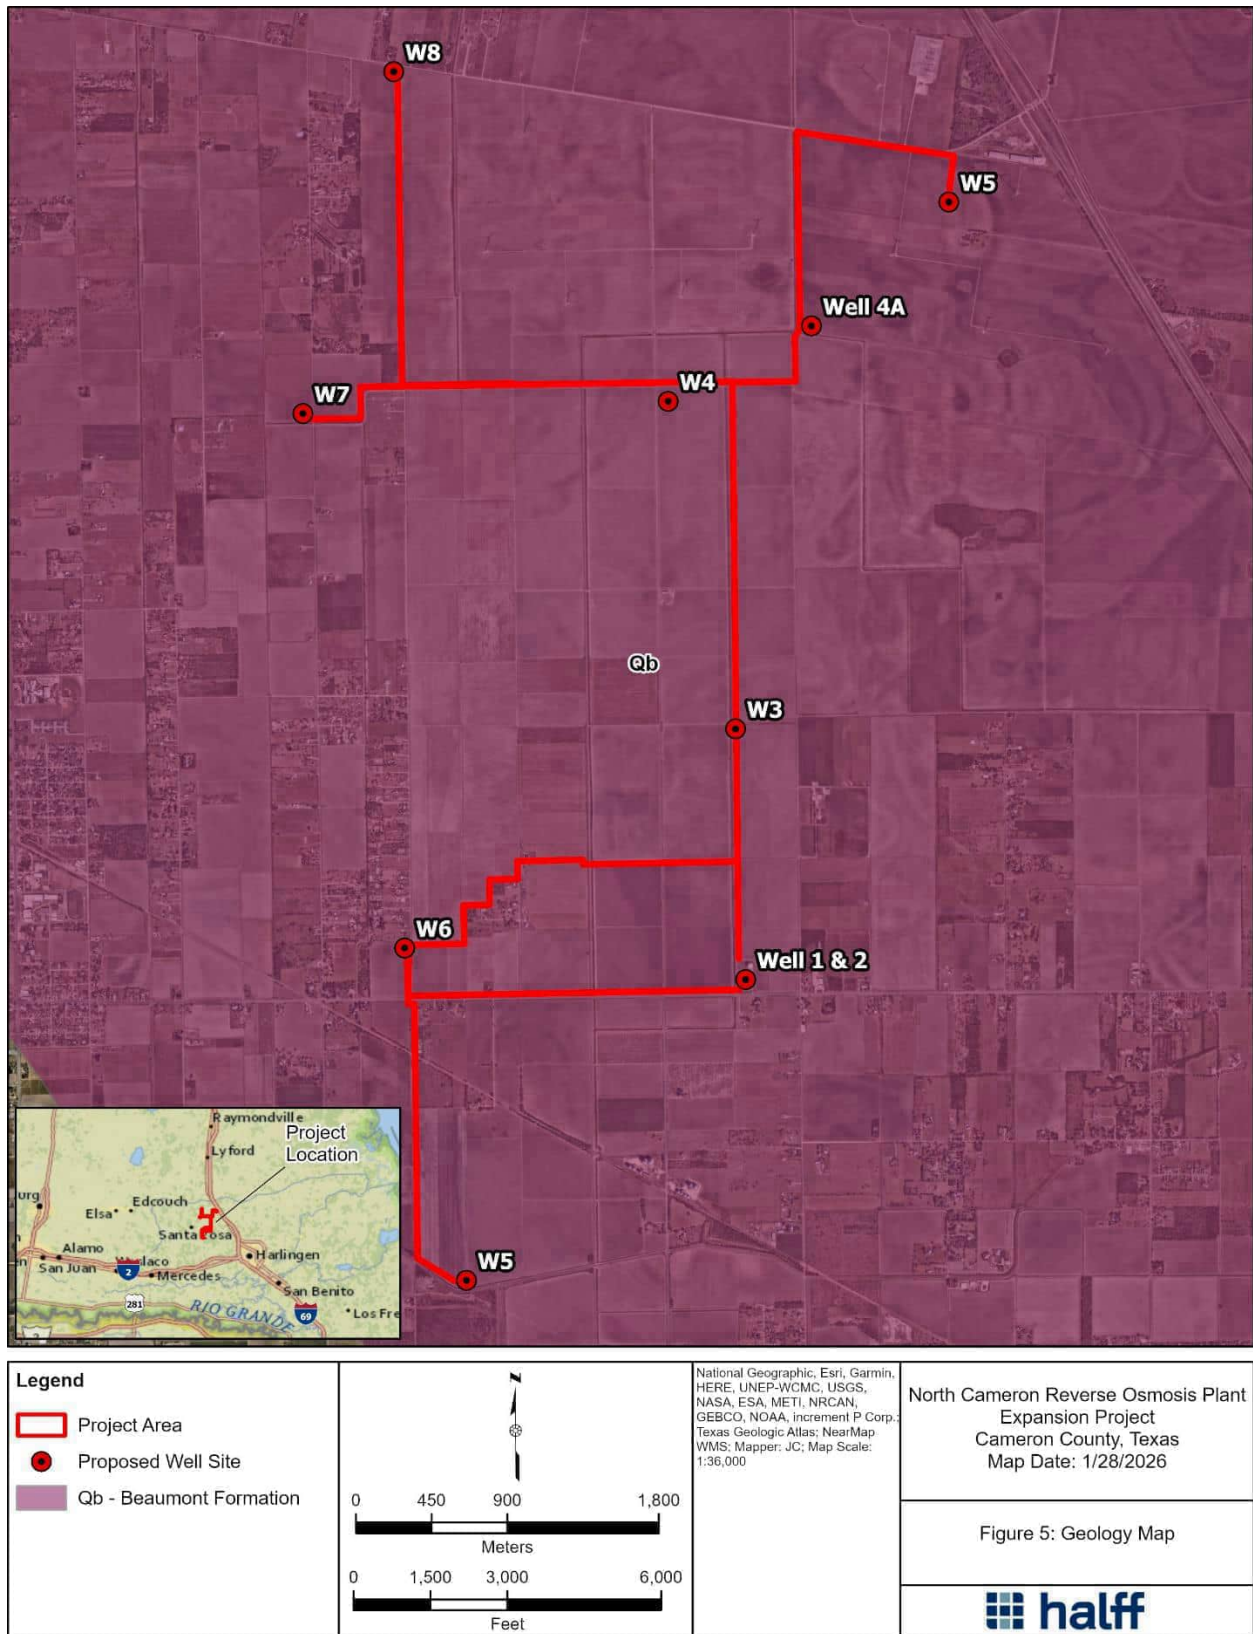 W8
W5
Well 4A
W4
W7
Qb
W3
W6
Well 1 & 2
W5
Raymondville
Project
Location
Lyford
Edcouch
Elsa
Santa Rosa
Alamo
Harlingen
San Juan
2
Mercedes
San Benito
281
RIO GRANDE
69
Los Fre
Legend
Project Area
Proposed Well Site
Qb - Beaumont Formation
N
0 450 900 1,800
Meters
0 1,500 3,000 6,000
Feet
National Geographic, Esri, Garmin,
HERE, UNEP-WCMC, USGS,
NASA, ESA, METI, NRCAN,
GEBCO, NOAA, increment P Corp.;
Texas Geologic Atlas; NearMap
WMS; Mapper: JC; Map Scale:
1:36,000
North Cameron Reverse Osmosis Plant
Expansion Project
Cameron County, Texas
Map Date: 1/28/2026
Figure 5: Geology Map
halff